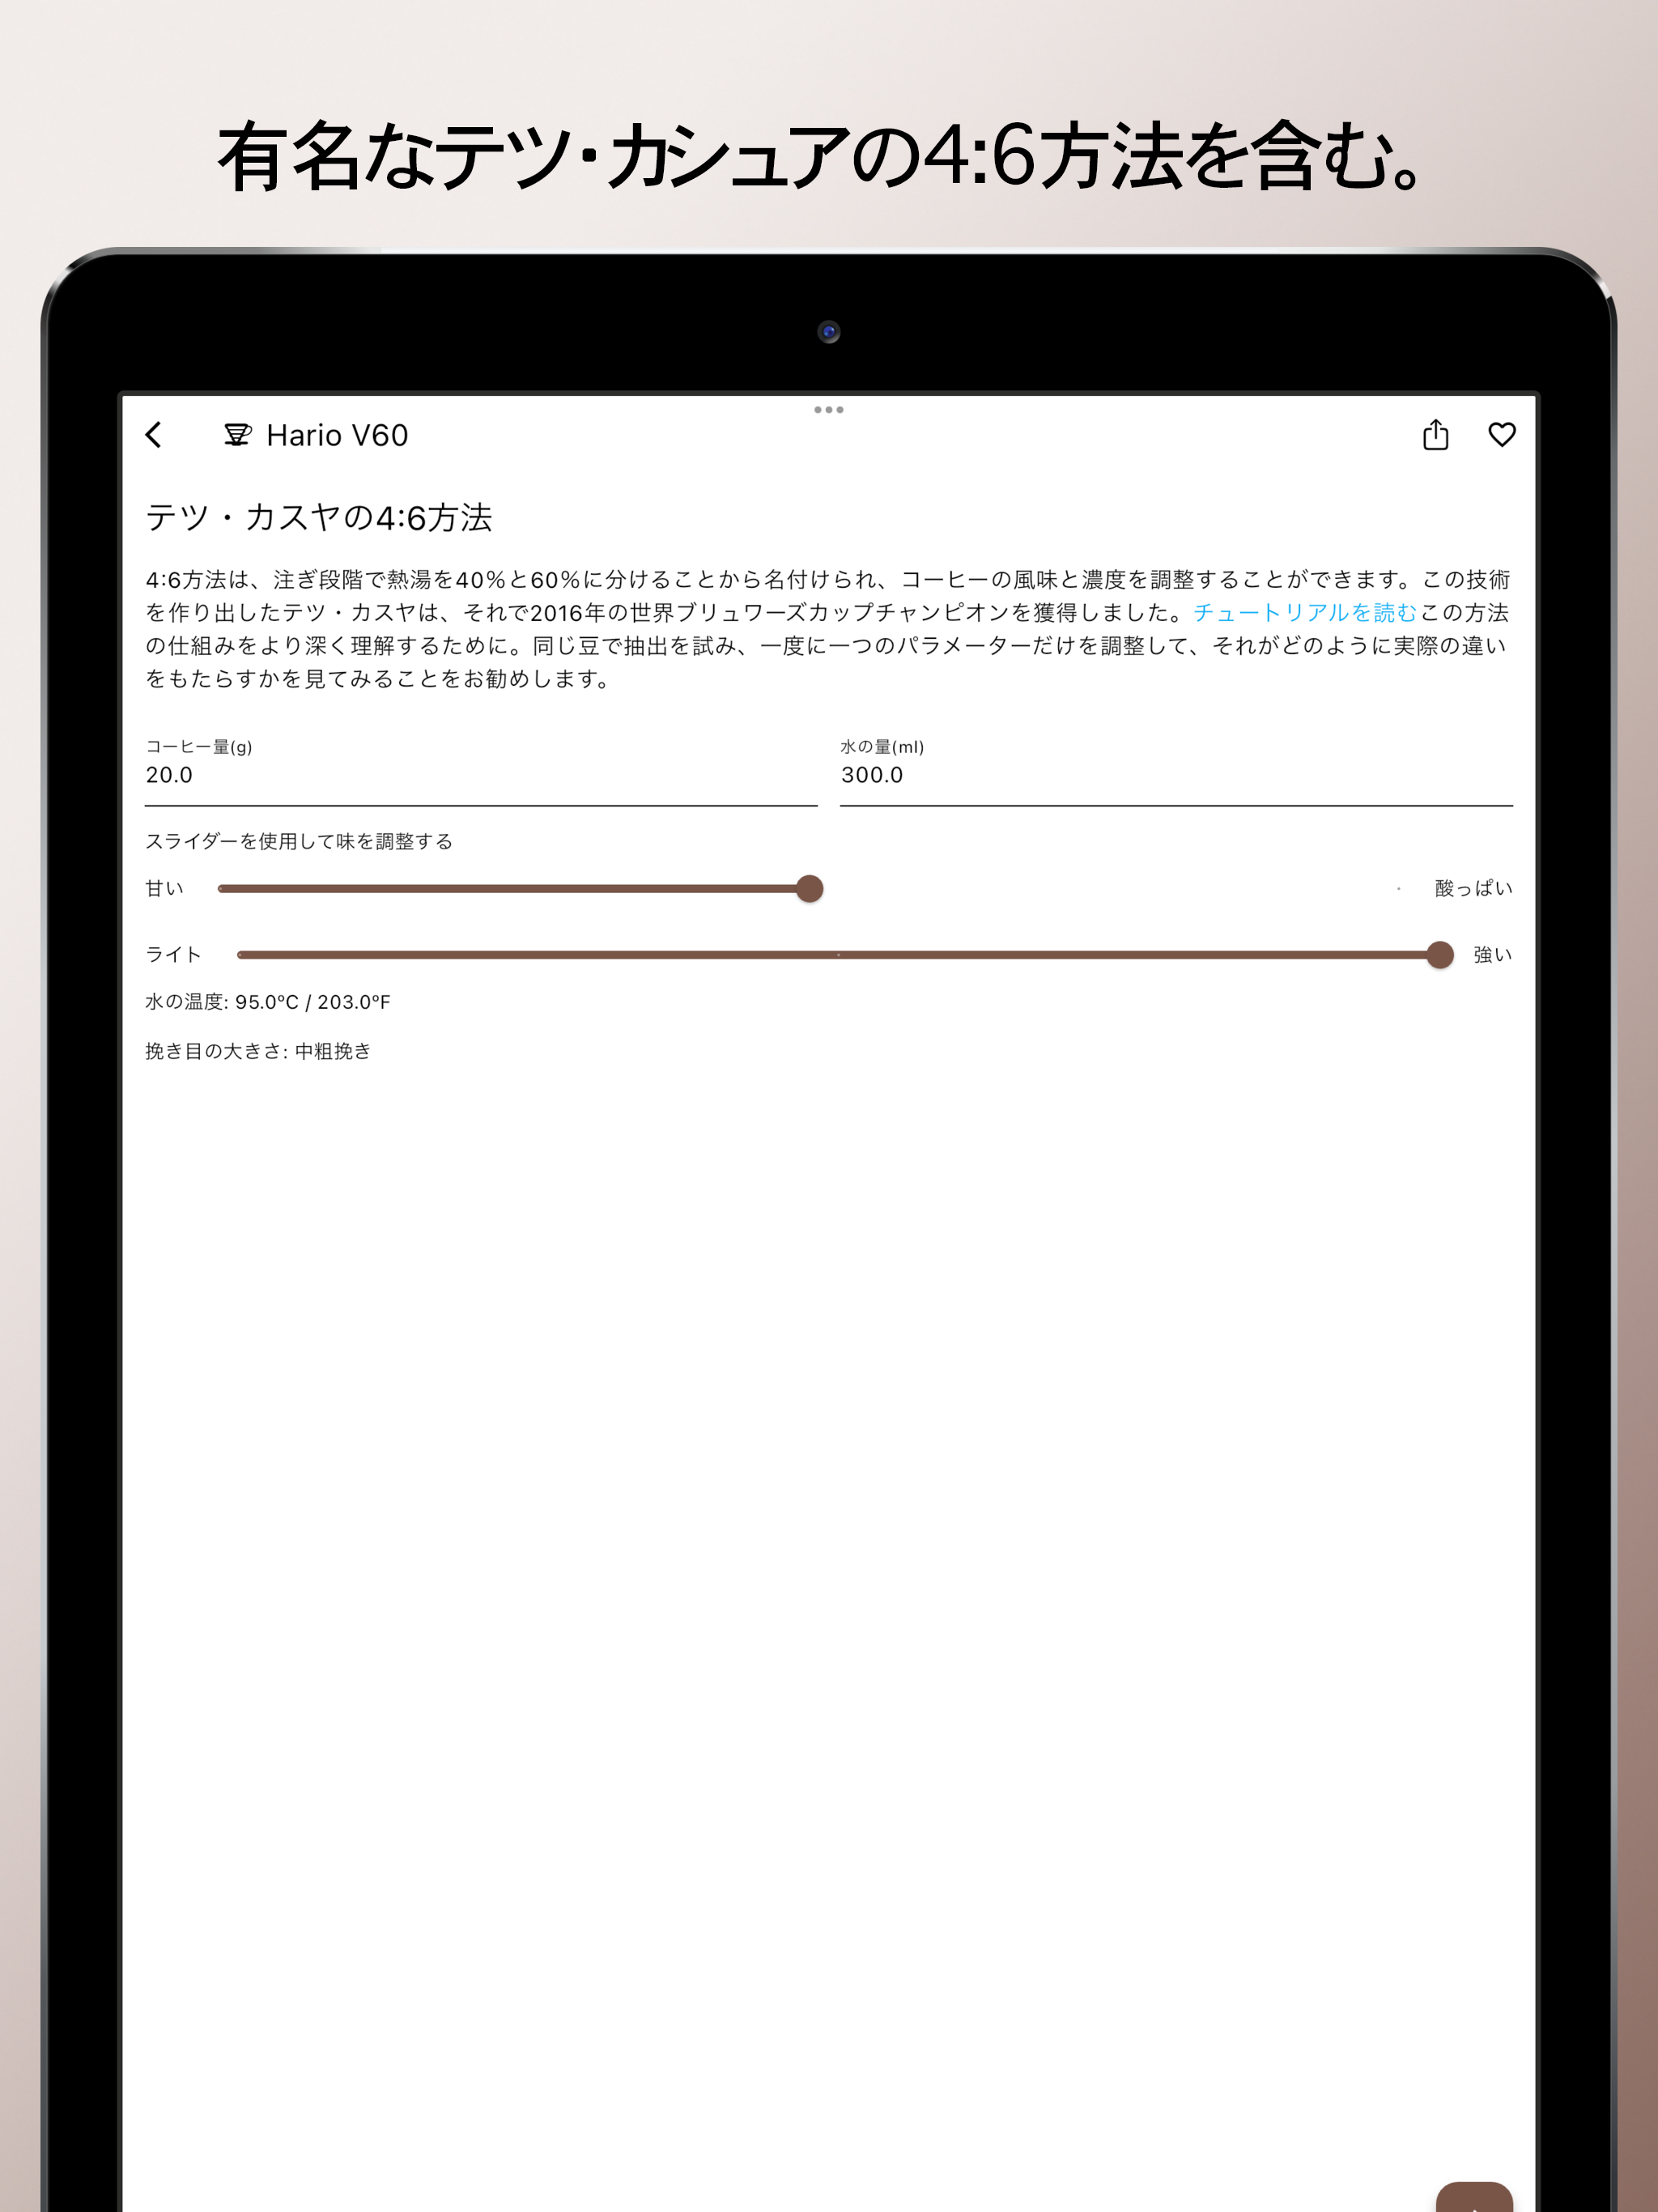 有名なテツ・カシュアの4:6方法を含む。
Hario V60
テツ・カスヤの4:6方法
4:6方法は、注ぎ段階で熱湯を40%と60%に分けることから名付けられ、コーヒーの風味と濃度を調整することができます。この技術
を作り出したテツ・カスヤは、それで2016年の世界ブリュワーズカップチャンピオンを獲得しました。チュートリアルを読むこの方法
の仕組みをより深く理解するために。同じ豆で抽出を試み、一度に一つのパラメーターだけを調整して、それがどのように実際の違い
をもたらすかを見てみることをお勧めします。
コーヒー量(g)
20.0
水の量(ml)
300.0
スライダーを使用して味を調整する
甘い
酸っぱい
ライト
強い
水の温度: 95.0ºC / 203.0ºF
挽き目の大きさ: 中粗挽き